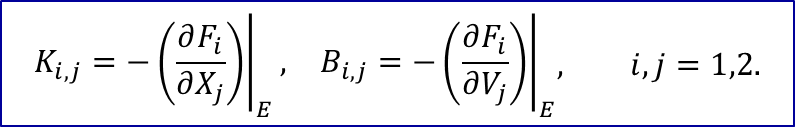 K_{i,j} = −(∂F_i/∂X_j)|_E , B_{i,j} = −(∂F_i/∂V_j)|_E , i,j = 1,2.